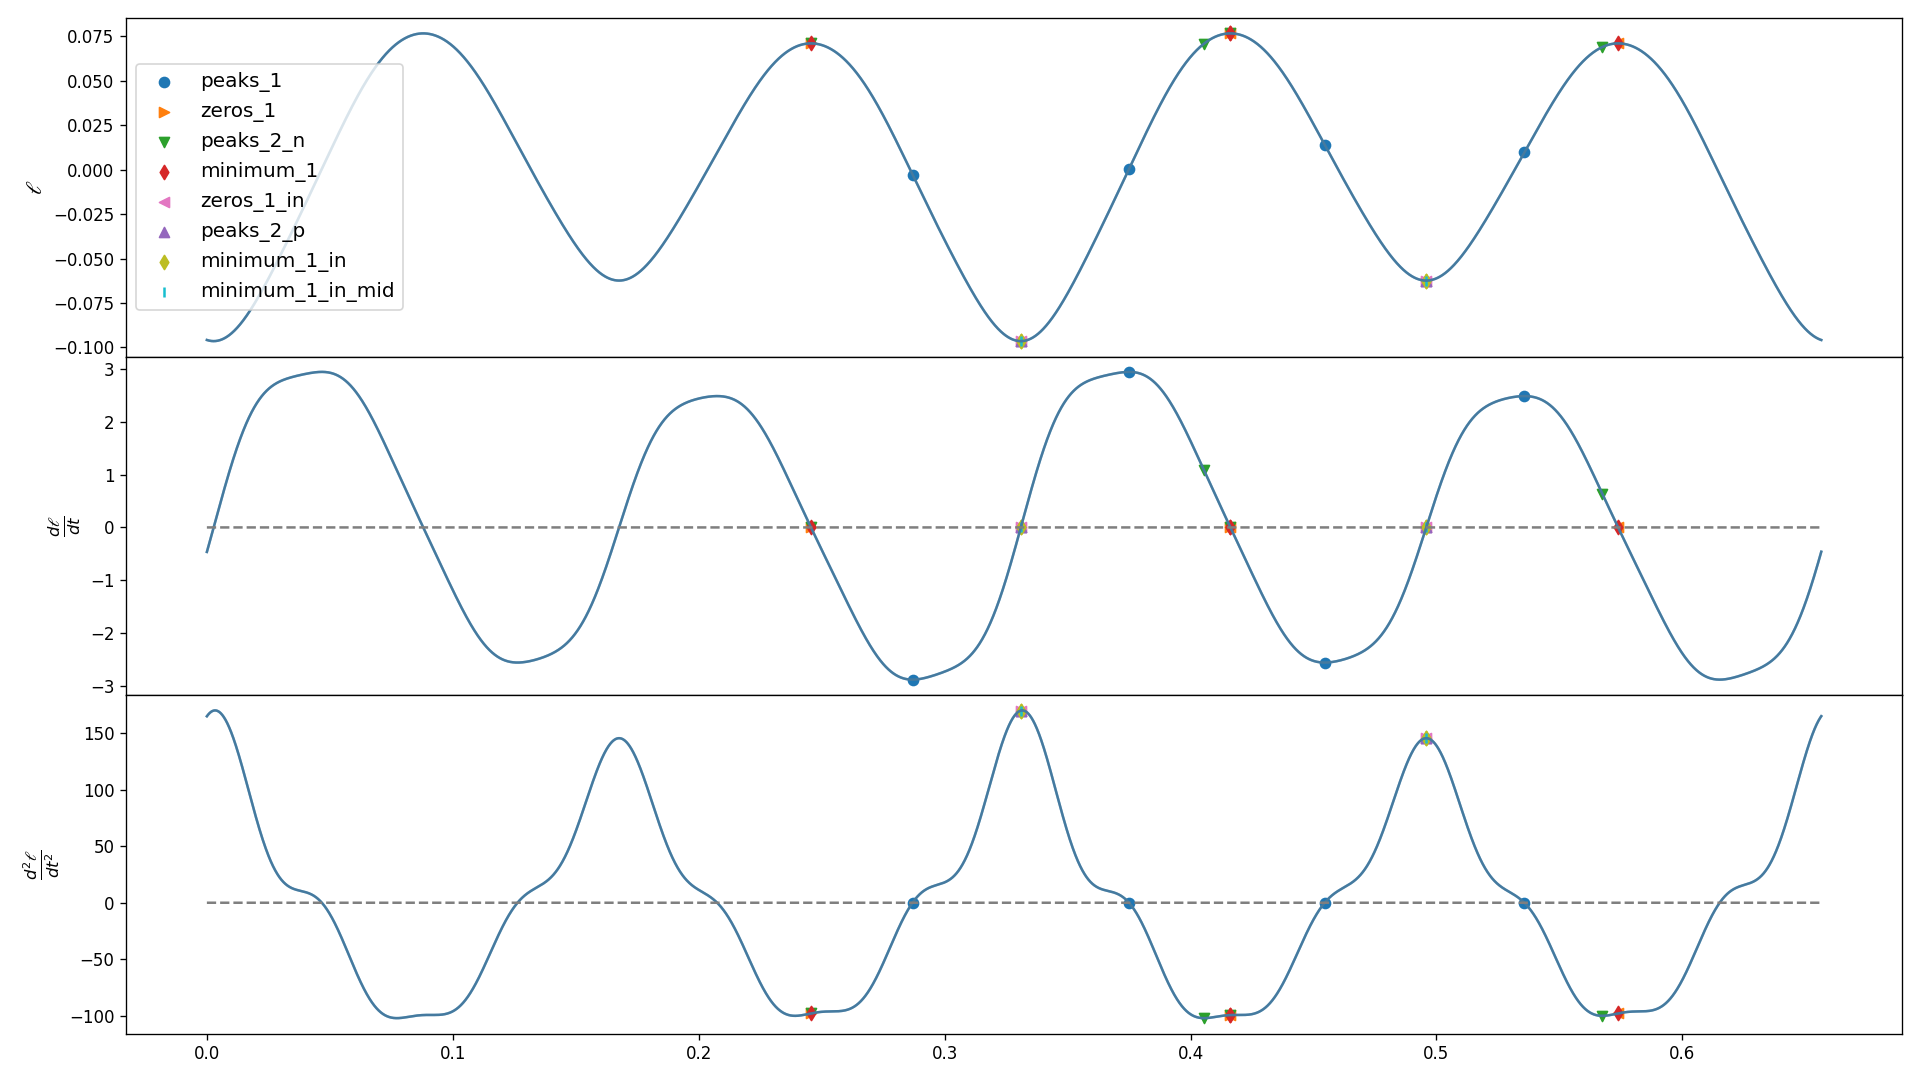 0.075
0.050
0.025
0.000
−0.025
−0.050
−0.075
−0.100
ℓ
peaks_1
zeros_1
peaks_2_n
minimum_1
zeros_1_in
peaks_2_p
minimum_1_in
minimum_1_in_mid
3
2
1
0
−1
−2
−3
dℓ/dt
150
100
50
0
−50
−100
d²ℓ/dt²
0.0 0.1 0.2 0.3 0.4 0.5 0.6